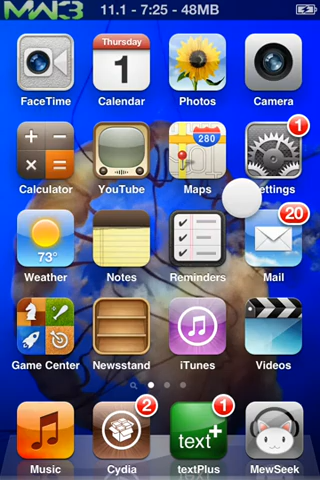 MW3 11.1 - 7:25 - 48MB
Thursday
1
FaceTime Calendar Photos Camera
280
1
Calculator YouTube Maps ettings
73°
20
Weather Notes Reminders Mail
Game Center Newsstand iTunes Videos
2
text+
1
Music Cydia textPlus MewSeek